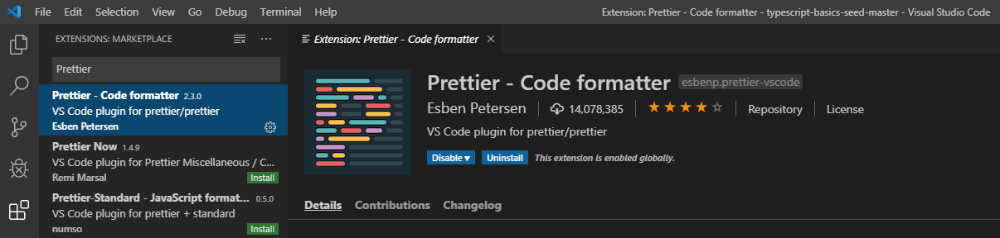 File Edit Selection View Go Debug Terminal Help Extension: Prettier - Code formatter - typescript-basics-seed-master - Visual Studio Code
EXTENSIONS: MARKETPLACE
Prettier
Prettier - Code formatter 2.3.0
VS Code plugin for prettier/prettier
Esben Petersen
Prettier Now 1.4.9
VS Code plugin for Prettier Miscellaneous / C...
Remi Marsal Install
Prettier-Standard - JavaScript format... 0.5.0
VS Code plugin for prettier + standard
numso Install
Extension: Prettier - Code formatter
Prettier - Code formatter esbenp.prettier-vscode
Esben Petersen 14,078,385 Repository License
VS Code plugin for prettier/prettier
Disable Uninstall This extension is enabled globally.
Details Contributions Changelog